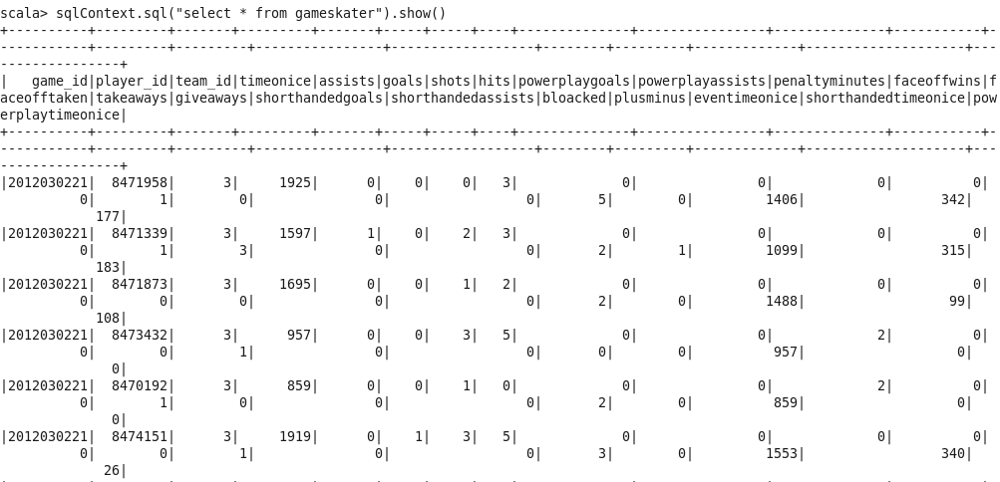 scala> sqlContext.sql("select * from gameskater").show()
+----------+---------+-------+---------+-------+-----+-----+----+--------------+----------------+--------------+-----------+-
-----------+---------+---------+----------------+------------------+--------+---------+-------------+---------------------+---
---------------+
|   game_id|player_id|team_id|timeonice|assists|goals|shots|hits|powerplaygoals|powerplayassists|penaltyminutes|faceoffwins|f
aceofftaken|takeaways|giveaways|shorthandedgoals|shorthandedassists|bloacked|plusminus|eventimeonice|shorthandedtimeonice|pow
erplaytimeonice|
+----------+---------+-------+---------+-------+-----+-----+----+--------------+----------------+--------------+-----------+-
-----------+---------+---------+----------------+------------------+--------+---------+-------------+---------------------+---
---------------+
|2012030221|  8471958|      3|     1925|      0|    0|    0|   3|             0|               0|             0|          0|
          0|        1|        0|               0|                 0|       5|        0|         1406|                 342|
            177|
|2012030221|  8471339|      3|     1597|      1|    0|    2|   3|             0|               0|             0|          0|
          0|        1|        3|               0|                 0|       2|        1|         1099|                 315|
            183|
|2012030221|  8471873|      3|     1695|      0|    0|    1|   2|             0|               0|             0|          0|
          0|        0|        0|               0|                 0|       2|        0|         1488|                  99|
            108|
|2012030221|  8473432|      3|      957|      0|    0|    3|   5|             0|               0|             2|          0|
          0|        0|        1|               0|                 0|       0|        0|          957|                   0|
              0|
|2012030221|  8470192|      3|      859|      0|    0|    1|   0|             0|               0|             2|          0|
          0|        1|        0|               0|                 0|       2|        0|          859|                   0|
              0|
|2012030221|  8474151|      3|     1919|      0|    1|    3|   5|             0|               0|             0|          0|
          0|        0|        1|               0|                 0|       3|        0|         1553|                 340|
             26|